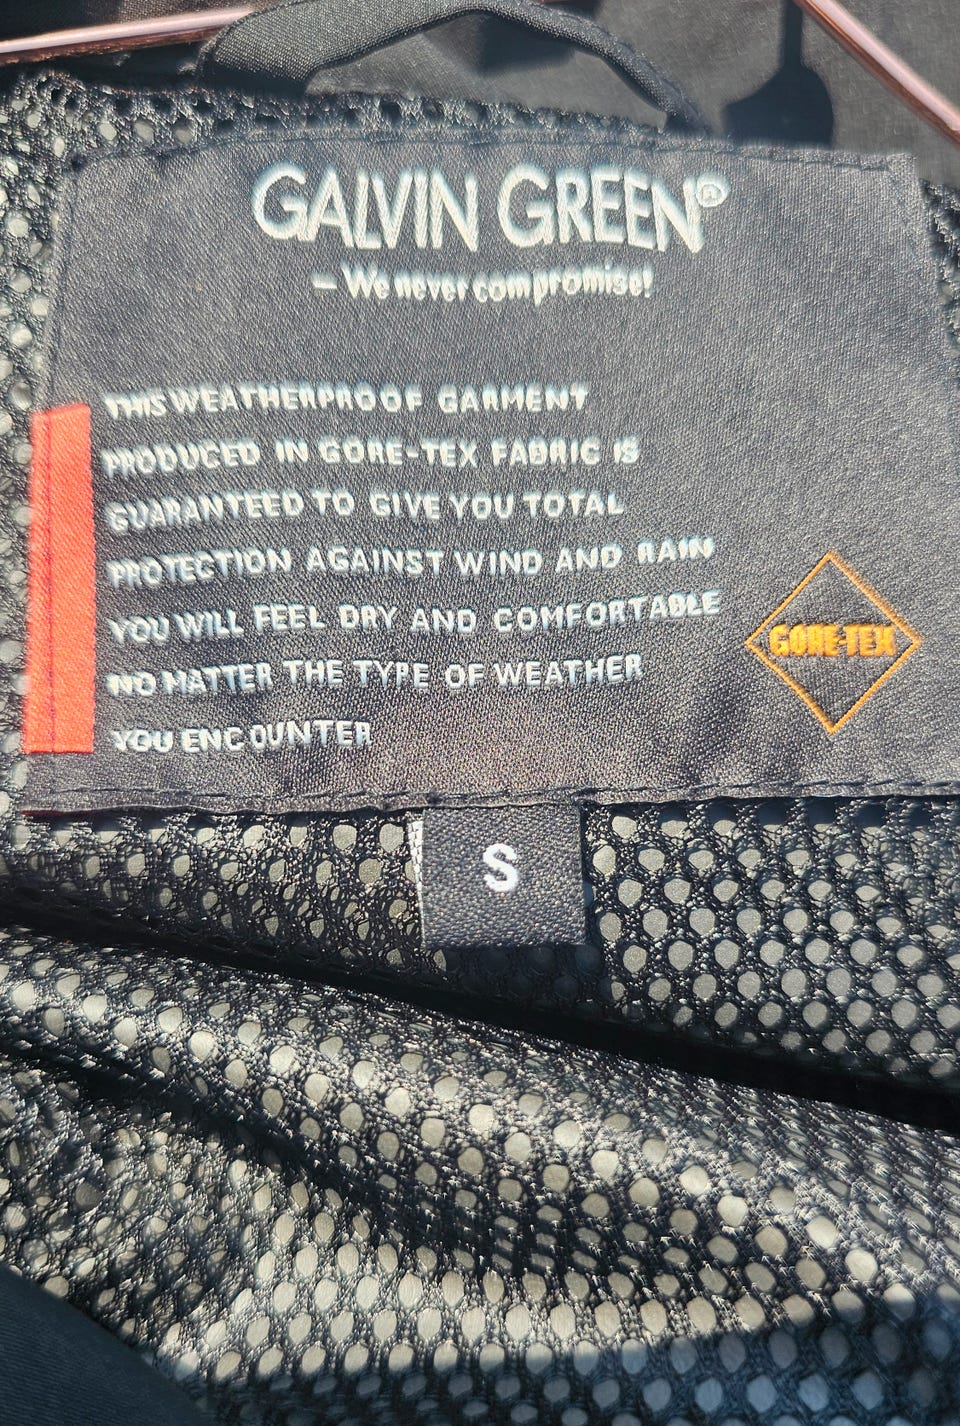 GALVIN GREEN®
– We never compromise!
THIS WEATHERPROOF GARMENT
PRODUCED IN GORE-TEX FABRIC IS
GUARANTEED TO GIVE YOU TOTAL
PROTECTION AGAINST WIND AND RAIN
YOU WILL FEEL DRY AND COMFORTABLE
NO MATTER THE TYPE OF WEATHER
YOU ENCOUNTER
GORE-TEX
S